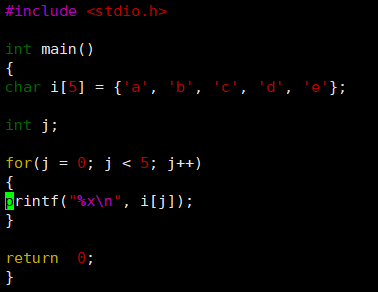 #include <stdio.h>
int main()
{
char i[5] = {'a', 'b', 'c', 'd', 'e'};
int j;
for(j = 0; j < 5; j++)
{
printf("%x\n", i[j]);
}
return  0;
}